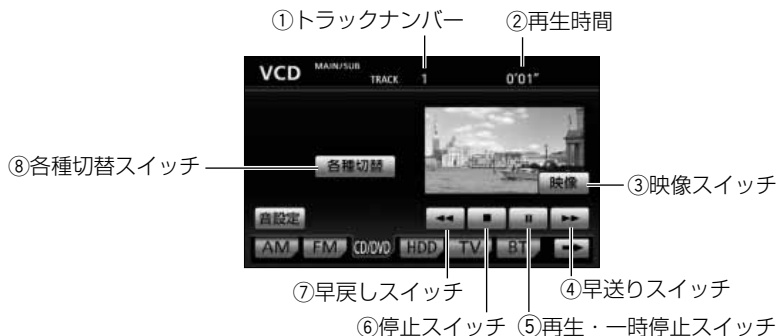 ①トラックナンバー ②再生時間
VCD MAIN/SUB TRACK 1 0'01"
⑧各種切替スイッチ 各種切替
映像 ③映像スイッチ
音設定
AM FM CD/DVD HDD TV BT
⑦早戻しスイッチ ④早送りスイッチ
⑥停止スイッチ ⑤再生・一時停止スイッチ